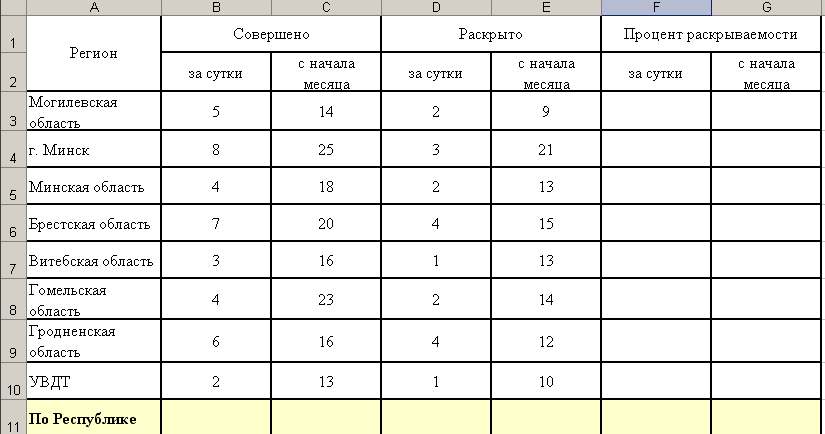 A B C D E F G
1 Регион Совершено Раскрыто Процент раскрываемости
2 за сутки с начала месяца за сутки с начала месяца за сутки с начала месяца
3 Могилевская область 5 14 2 9
4 г. Минск 8 25 3 21
5 Минская область 4 18 2 13
6 Брестская область 7 20 4 15
7 Витебская область 3 16 1 13
8 Гомельская область 4 23 2 14
9 Гродненская область 6 16 4 12
10 УВДТ 2 13 1 10
11 По Республике